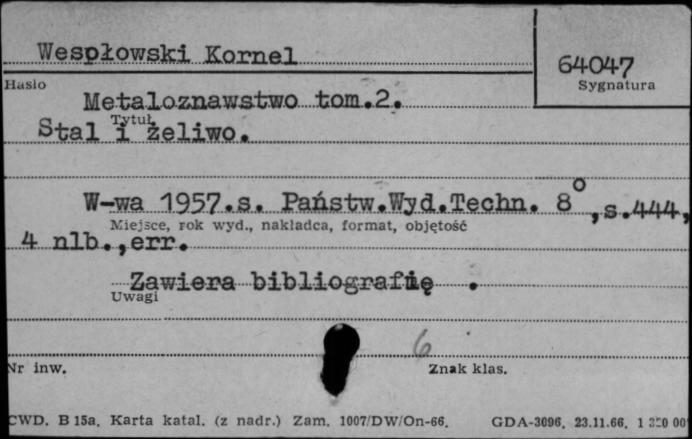 Wespłowski Kornel
64047
Hasło
Sygnatura
Metaloznawstwo tom.2.
Tytuł
Stal i żeliwo.
W-wa 1957.s. Państw.Wyd.Techn. 8°,s.444,
Miejsce, rok wyd., nakładca, format, objętość
4 nlb.,err.
Zawiera bibliografię .
Uwagi
6
Nr inw.
Znak klas.
CWD. B 15a. Karta katal. (z nadr.) Zam. 1007/DW/On-66. GDA-3096. 23.11.66.